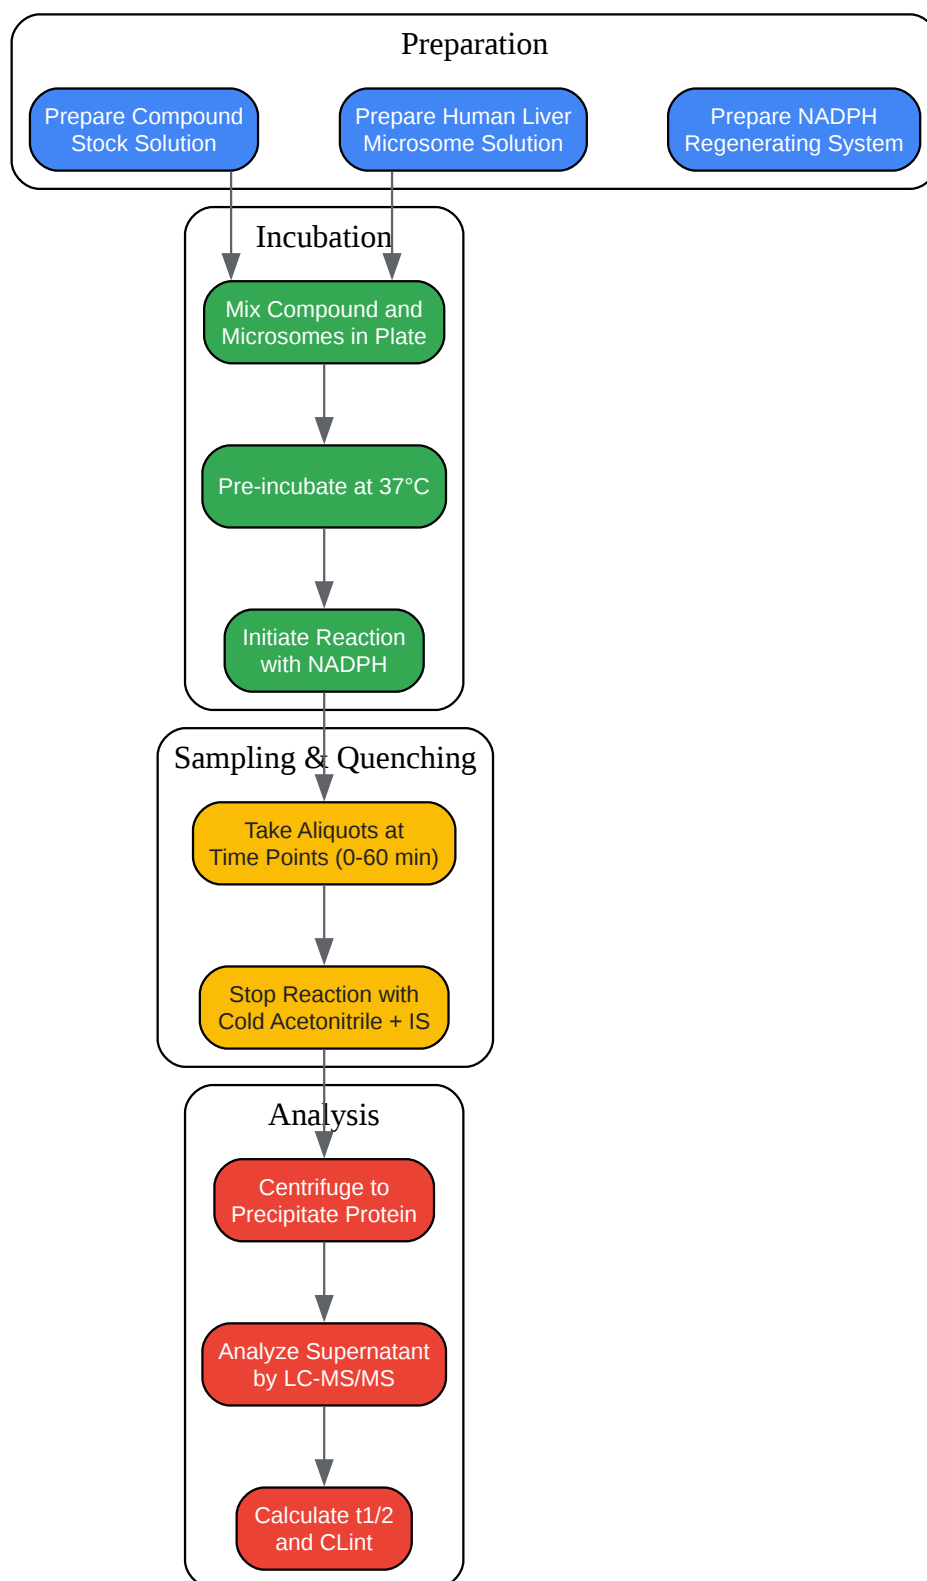 Preparation
Prepare Compound
Stock Solution
Prepare Human Liver
Microsome Solution
Prepare NADPH
Regenerating System
Incubation
Mix Compound and
Microsomes in Plate
Pre-incubate at 37°C
Initiate Reaction
with NADPH
Sampling & Quenching
Take Aliquots at
Time Points (0-60 min)
Stop Reaction with
Cold Acetonitrile + IS
Analysis
Centrifuge to
Precipitate Protein
Analyze Supernatant
by LC-MS/MS
Calculate t1/2
and CLint